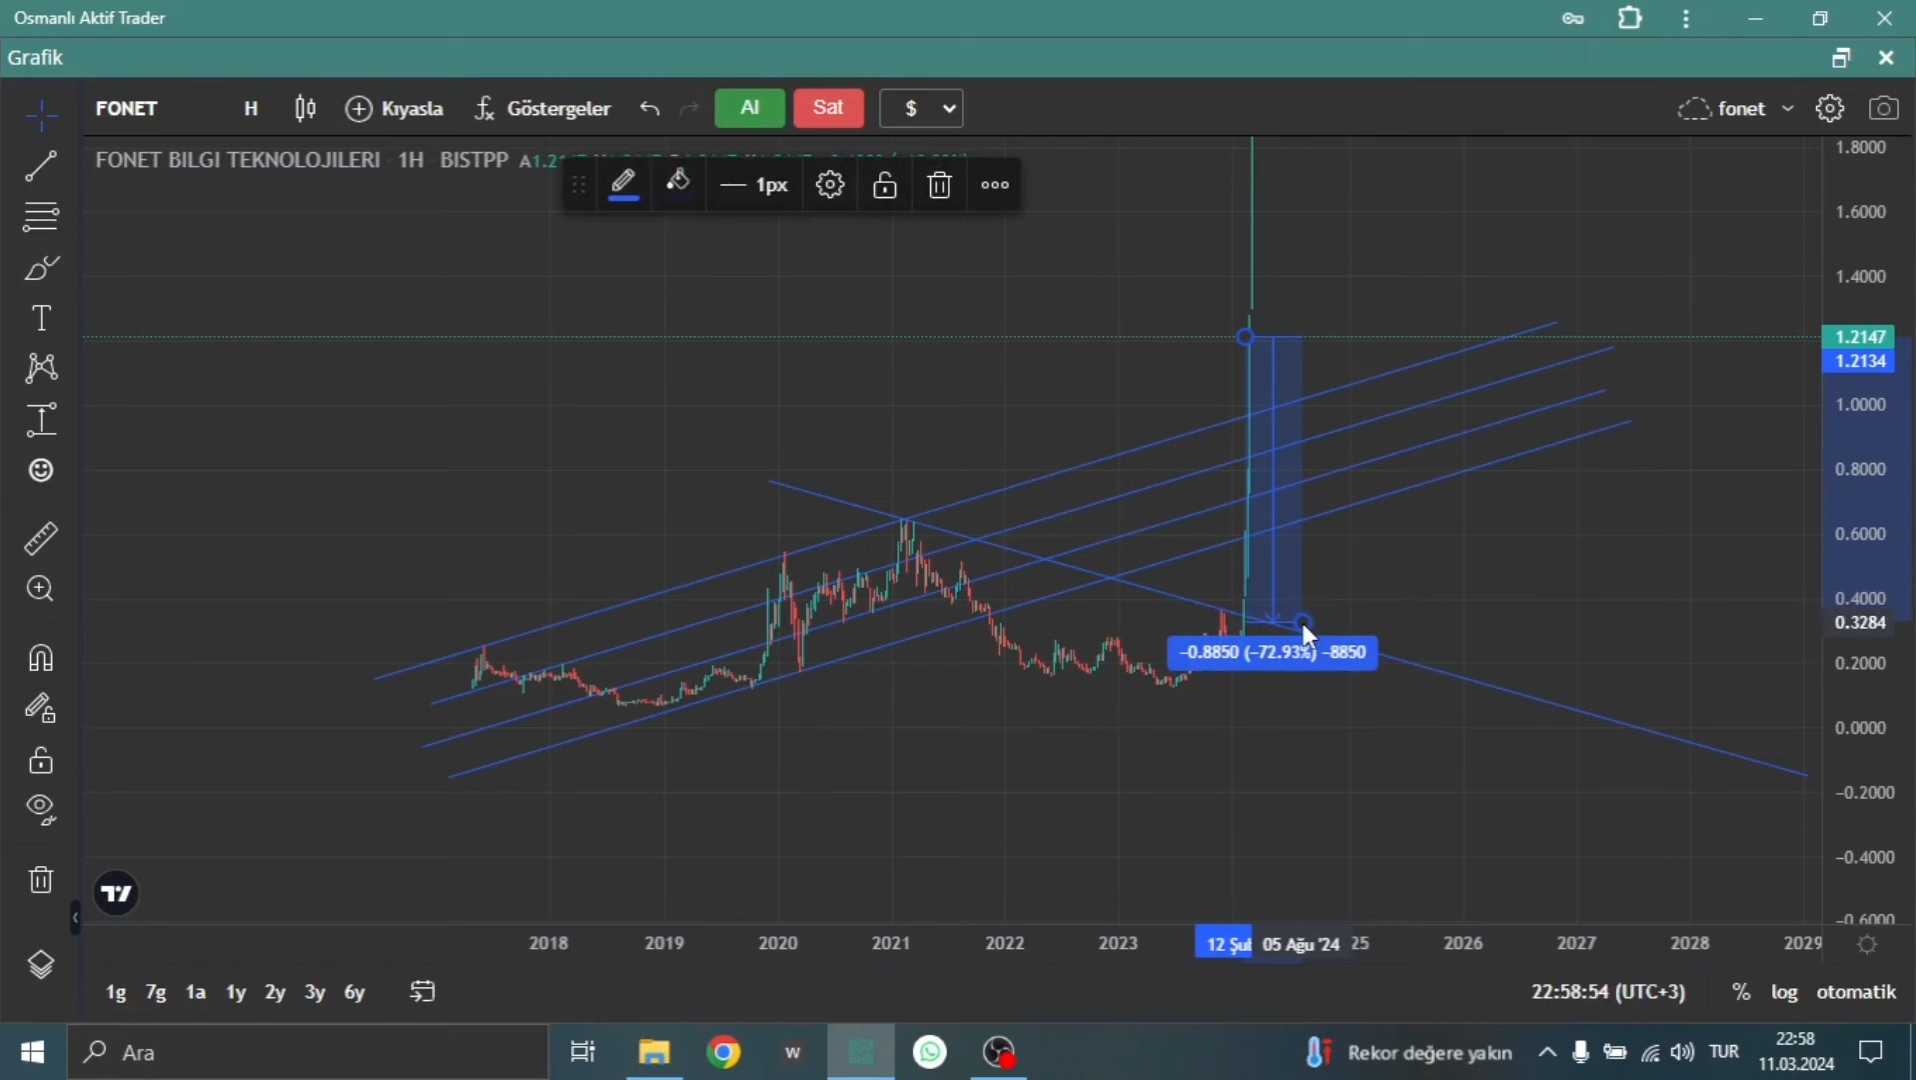 Osmanlı Aktif Trader
Grafik
FONET H Kıyasla Göstergeler Al Sat $ fonet
FONET BILGI TEKNOLOJILERI · 1H · BISTPP
1px
1.8000
1.6000
1.4000
1.2147
1.2134
1.0000
0.8000
0.6000
0.4000
0.3284
0.2000
0.0000
−0.2000
−0.4000
−0.6000
−0.8850 (−72.93%) −8850
2018 2019 2020 2021 2022 2023 12 Şub 05 Ağu '24 25 2026 2027 2028 2029
1g 7g 1a 1y 2y 3y 6y 22:58:54 (UTC+3) % log otomatik
Ara Rekor değere yakın TUR 22:58
11.03.2024